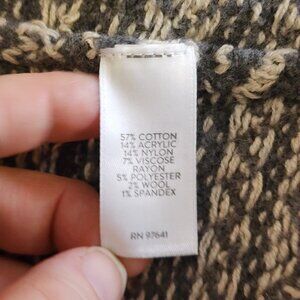 57% COTTON
14% ACRYLIC
14% NYLON
7% VISCOSE
RAYON
5% POLYESTER
2% WOOL
1% SPANDEX
RN 97641